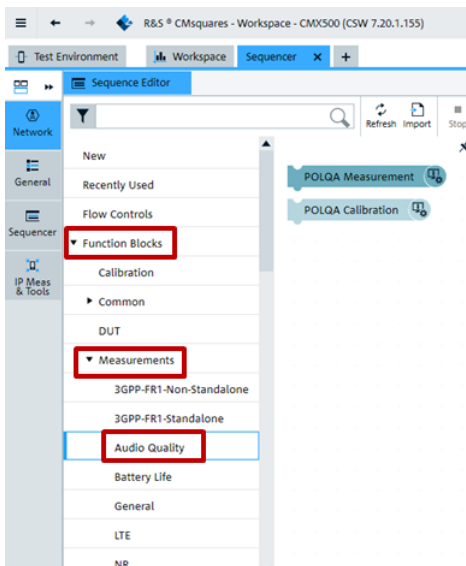 R&S ® CMsquares - Workspace - CMX500 (CSW 7.20.1.155)
Test Environment
Workspace
Sequencer
Sequence Editor
Network
General
Sequencer
IP Meas
& Tools
Refresh
Import
Stop
New
Recently Used
Flow Controls
Function Blocks
Calibration
Common
DUT
Measurements
3GPP-FR1-Non-Standalone
3GPP-FR1-Standalone
Audio Quality
Battery Life
General
LTE
NR
POLQA Measurement
POLQA Calibration